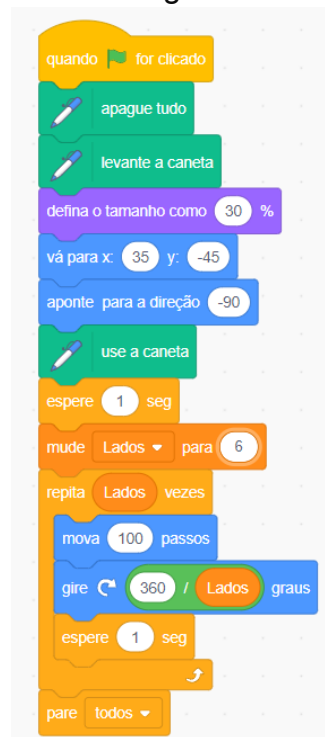 quando for clicado
apague tudo
levante a caneta
defina o tamanho como 30 %
vá para x: 35 y: -45
aponte para a direção -90
use a caneta
espere 1 seg
mude Lados para 6
repita Lados vezes
mova 100 passos
gire 360 / Lados graus
espere 1 seg
pare todos